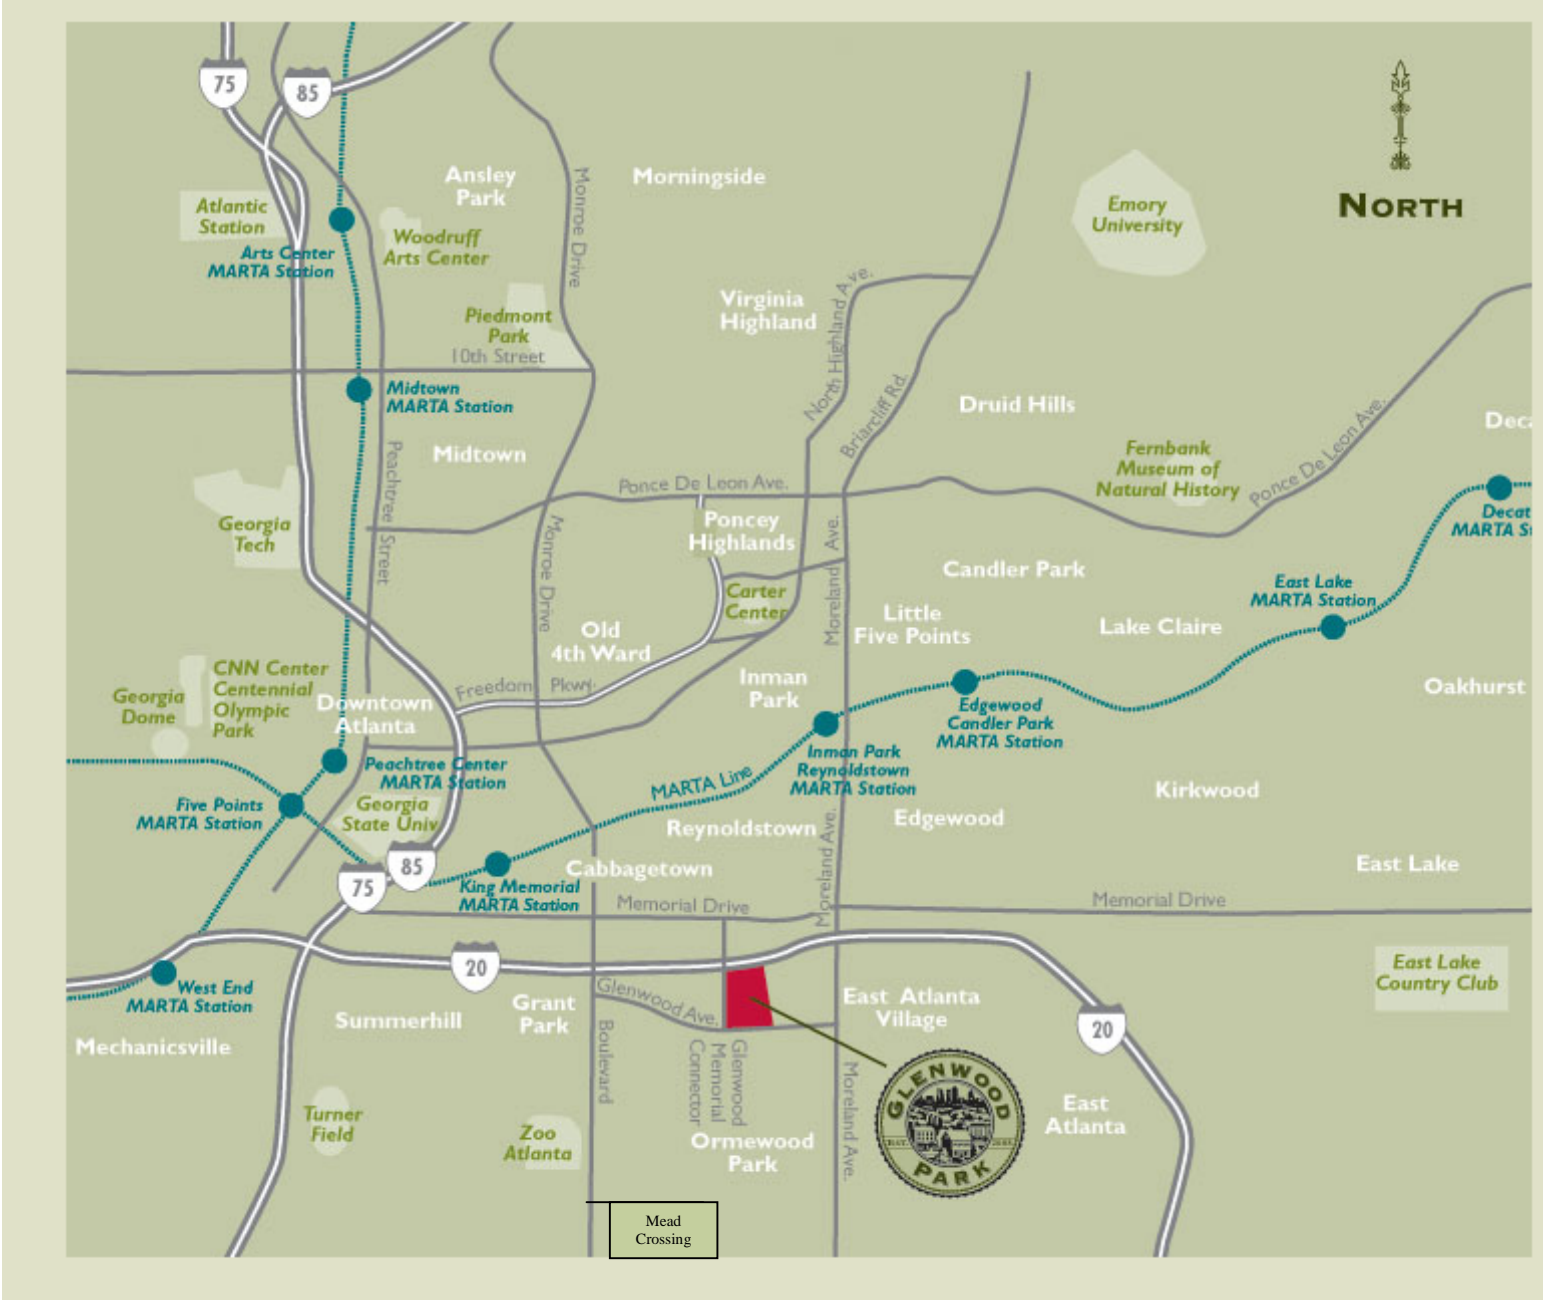 75
85
Ansley
Park
Morningside
Monroe Drive
Emory
University
NORTH
Atlantic
Station
Arts Center
MARTA Station
Woodruff
Arts Center
Virginia
Highland
North Highland Ave.
Piedmont
Park
10th Street
Midtown
MARTA Station
Briarcliff Rd.
Druid Hills
Ponce De Leon Ave.
Deca
Midtown
Peachtree Street
Fernbank
Museum of
Natural History
Ponce De Leon Ave.
Georgia
Tech
Monroe Drive
Poncey
Highlands
Moreland Ave.
Decat
MARTA St
Candler Park
Carter
Center
East Lake
MARTA Station
Little
Five Points
Lake Claire
Old
4th Ward
CNN Center
Centennial
Olympic
Park
Georgia
Dome
Downtown
Atlanta
Freedom Pkwy.
Inman
Park
Oakhurst
Edgewood
Candler Park
MARTA Station
Peachtree Center
MARTA Station
MARTA Line
Inman Park
Reynoldstown
MARTA Station
Kirkwood
Five Points
MARTA Station
Georgia
State Univ
Reynoldstown
Moreland Ave.
Edgewood
85
75
Cabbagetown
East Lake
King Memorial
MARTA Station
Memorial Drive
Memorial Drive
20
West End
MARTA Station
Grant
Park
Glenwood Ave.
East Atlanta
Village
East Lake
Country Club
Summerhill
20
Mechanicsville
Boulevard
Glenwood
Memorial
Connector
Moreland Ave.
GLENWOOD
PARK
Turner
Field
Zoo
Atlanta
Ormewood
Park
East
Atlanta
Mead
Crossing